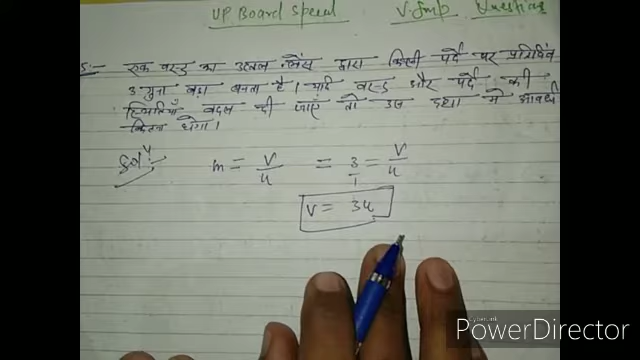 UP Board Special V. Imp Question
एक वस्तु का उत्तल लेंस द्वारा किसी पर्दे पर प्रतिबिंब
3 गुना बड़ा बनता है। यदि वस्तु और पर्दे की
स्थितियाँ बदल दी जाएं तो उस दशा में आवर्धन
कितना होगा।
Sol. m = V/u = 3/1 = V/u
V = 3u
CyberLink
PowerDirector